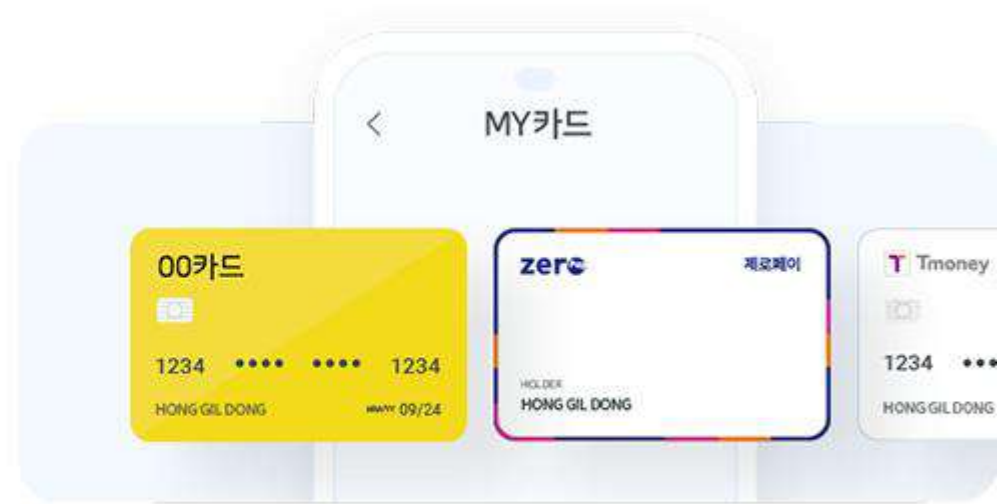 MY카드
00카드
1234 •••• •••• 1234
HONG GIL DONG 09/24
zero Pay 제로페이
HOLDER
HONG GIL DONG
T Tmoney
1234 •••
HONG GIL DONG